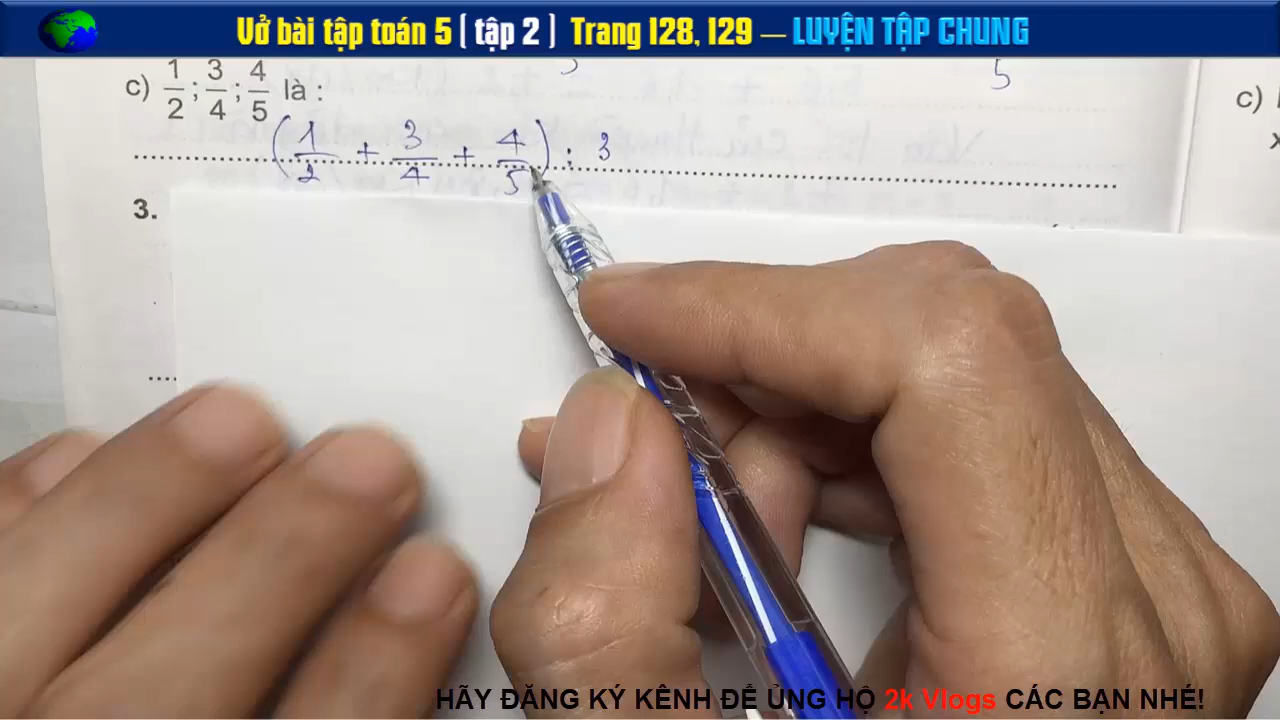 Vở bài tập toán 5 ( tập 2 ) Trang 128, 129 – LUYỆN TẬP CHUNG
5
c) 1/2 ; 3/4 ; 4/5 là :
c)
(1/2 + 3/4 + 4/5) : 3
3.
HÃY ĐĂNG KÝ KÊNH ĐỂ ỦNG HỘ 2k Vlogs CÁC BẠN NHÉ!